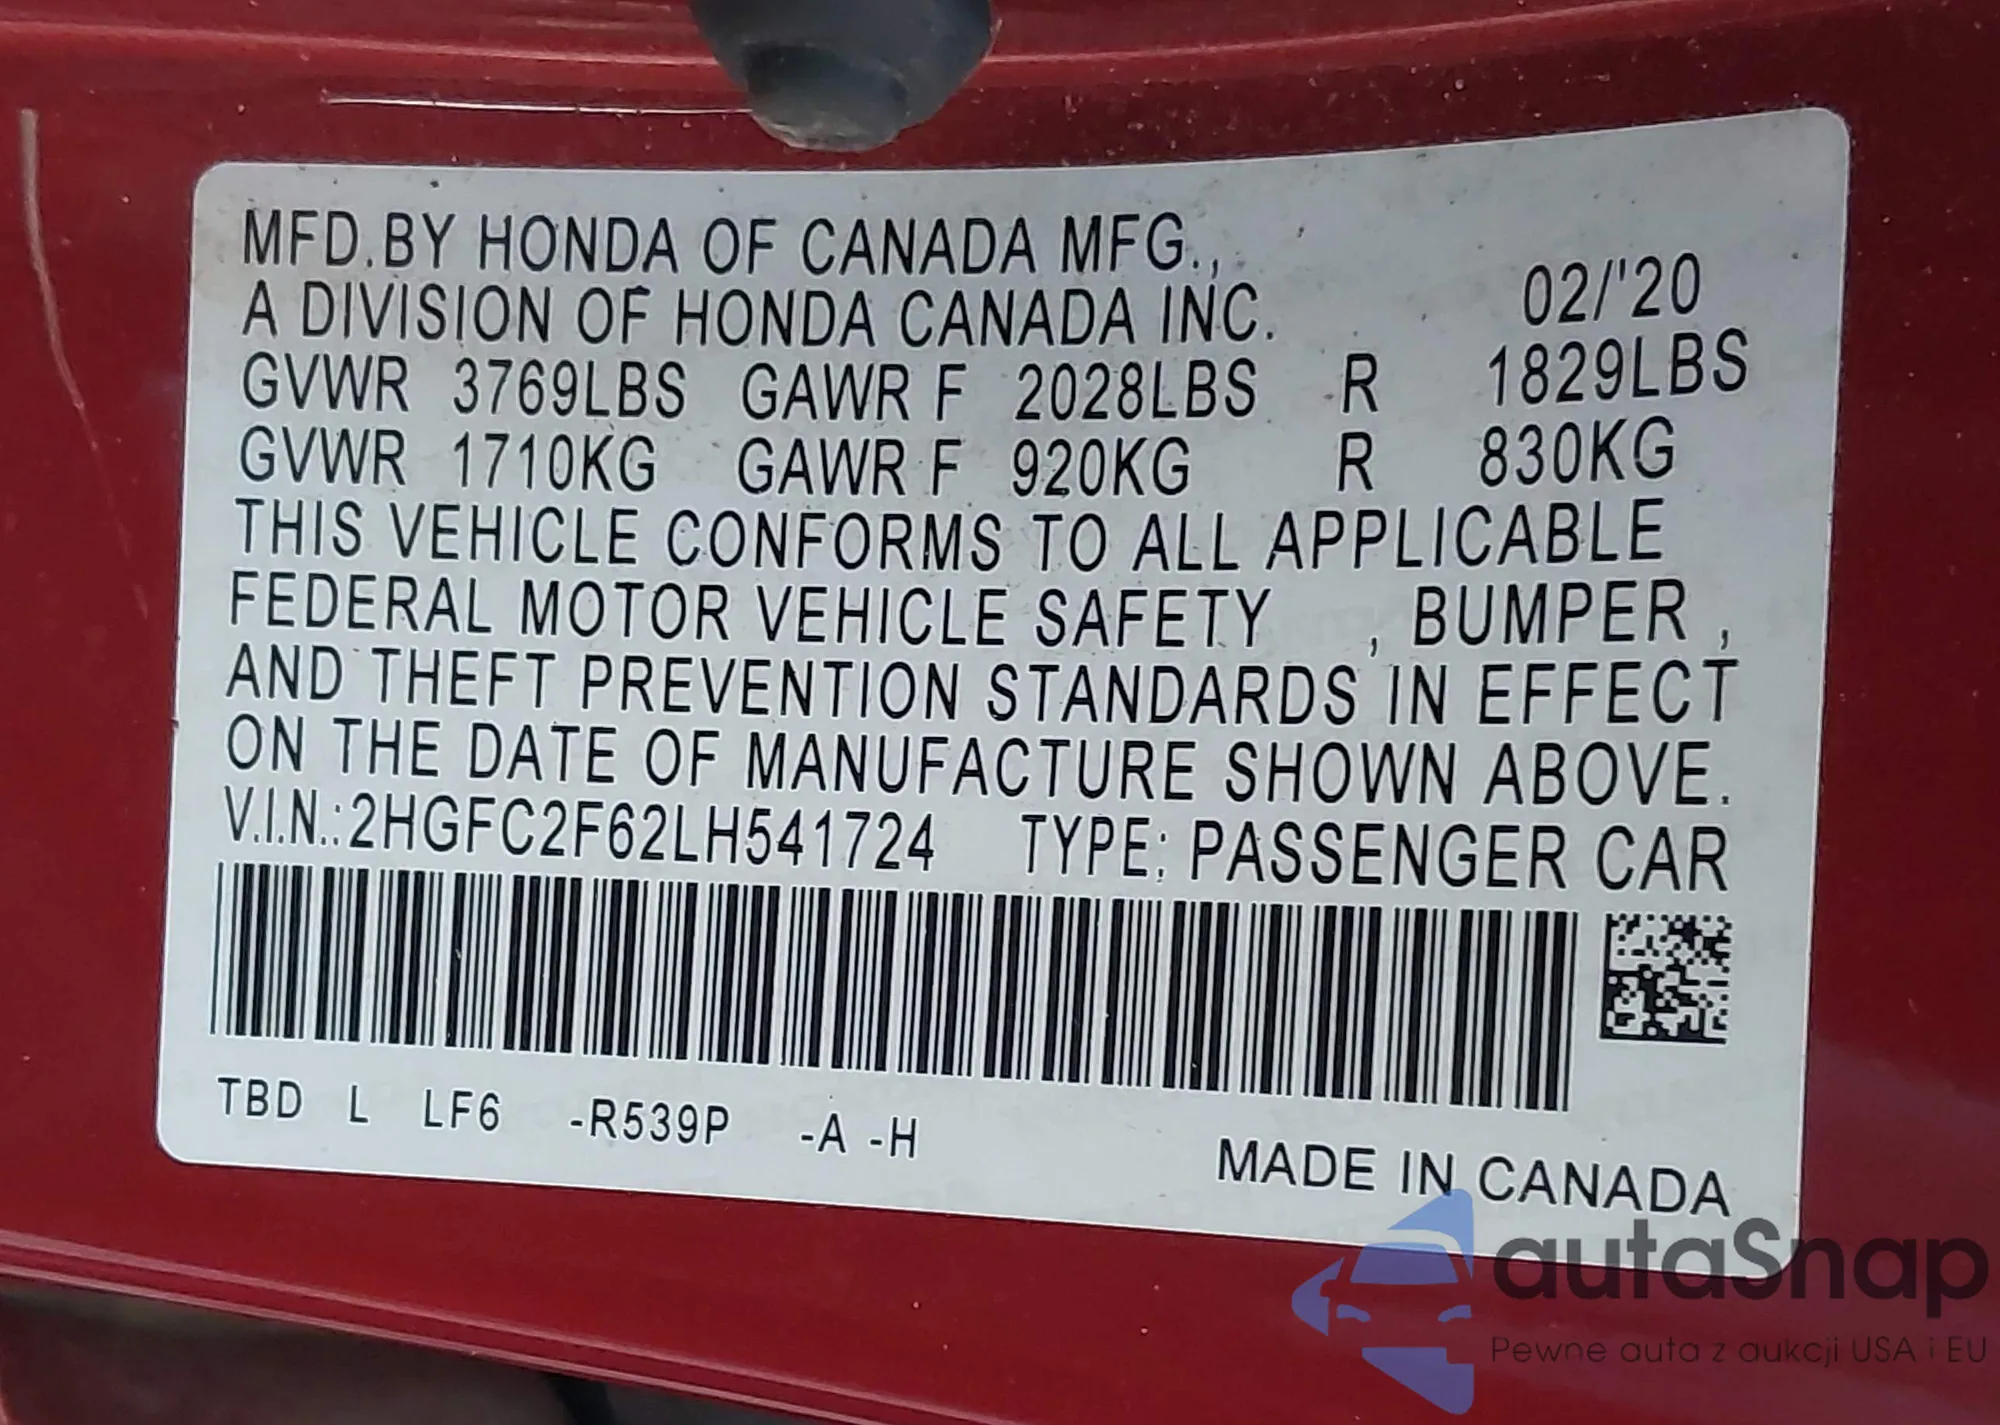 MFD.BY HONDA OF CANADA MFG.,
A DIVISION OF HONDA CANADA INC. 02/'20
GVWR 3769LBS GAWR F 2028LBS R 1829LBS
GVWR 1710KG GAWR F 920KG R 830KG
THIS VEHICLE CONFORMS TO ALL APPLICABLE
FEDERAL MOTOR VEHICLE SAFETY , BUMPER ,
AND THEFT PREVENTION STANDARDS IN EFFECT
ON THE DATE OF MANUFACTURE SHOWN ABOVE.
V.I.N.:2HGFC2F62LH541724 TYPE: PASSENGER CAR
TBD L LF6 -R539P -A -H
MADE IN CANADA
autaSnap
Pewne auta z aukcji USA i EU